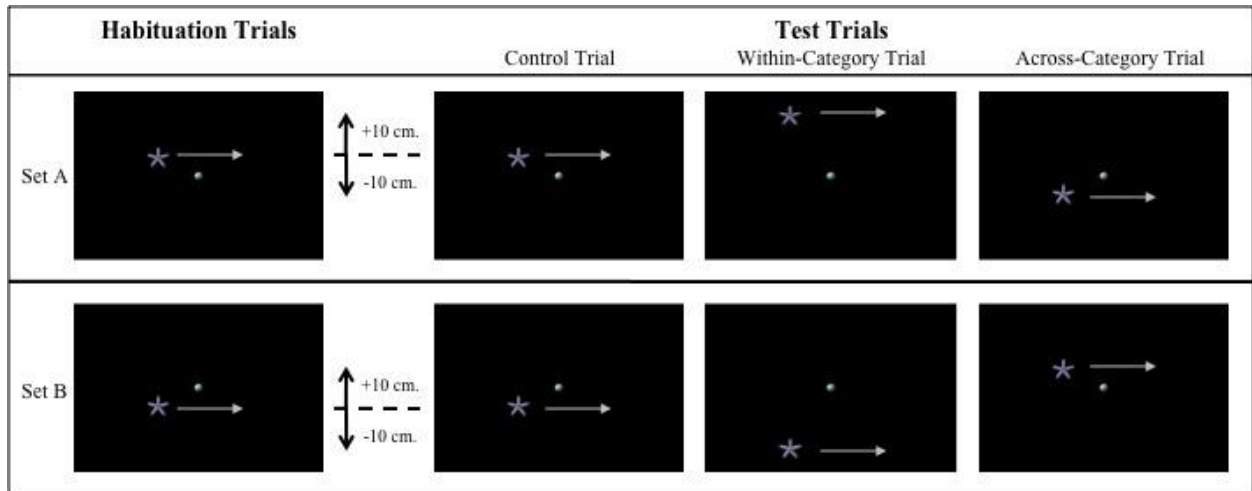 Habituation Trials
Test Trials
Control Trial
Within-Category Trial
Across-Category Trial
Set A
+10 cm.
-10 cm.
Set B
+10 cm.
-10 cm.